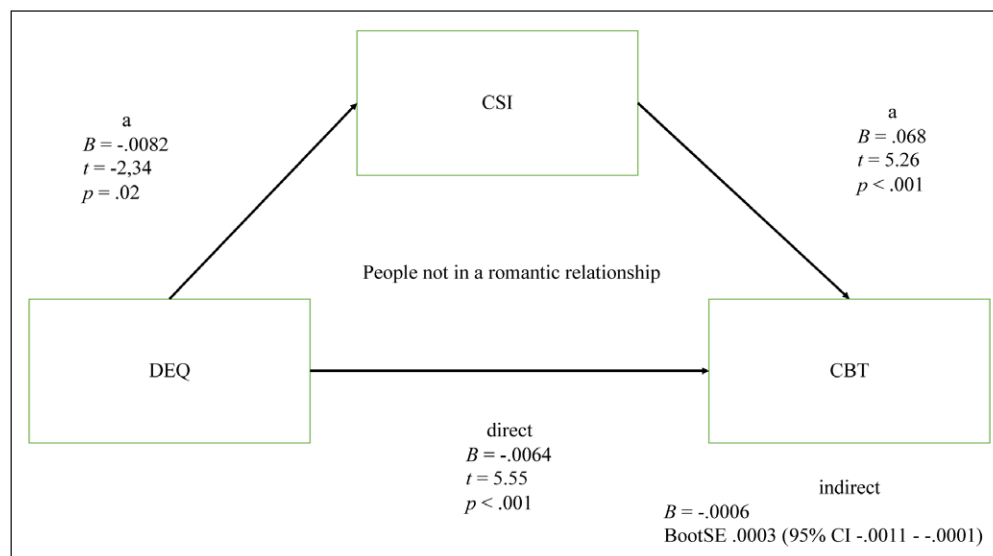 CSI
a
B = -.0082
t = -2,34
p = .02
a
B = .068
t = 5.26
p < .001
People not in a romantic relationship
DEQ
CBT
direct
B = -.0064
t = 5.55
p < .001
indirect
B = -.0006
BootSE .0003 (95% CI -.0011 - -.0001)